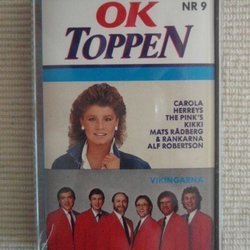 OK NR 9
TOPPEN
CAROLA
HERREYS
THE PINK'S
KIKKI
MATS RÅDBERG
& RANKARNA
ALF ROBERTSON
VIKINGARNA